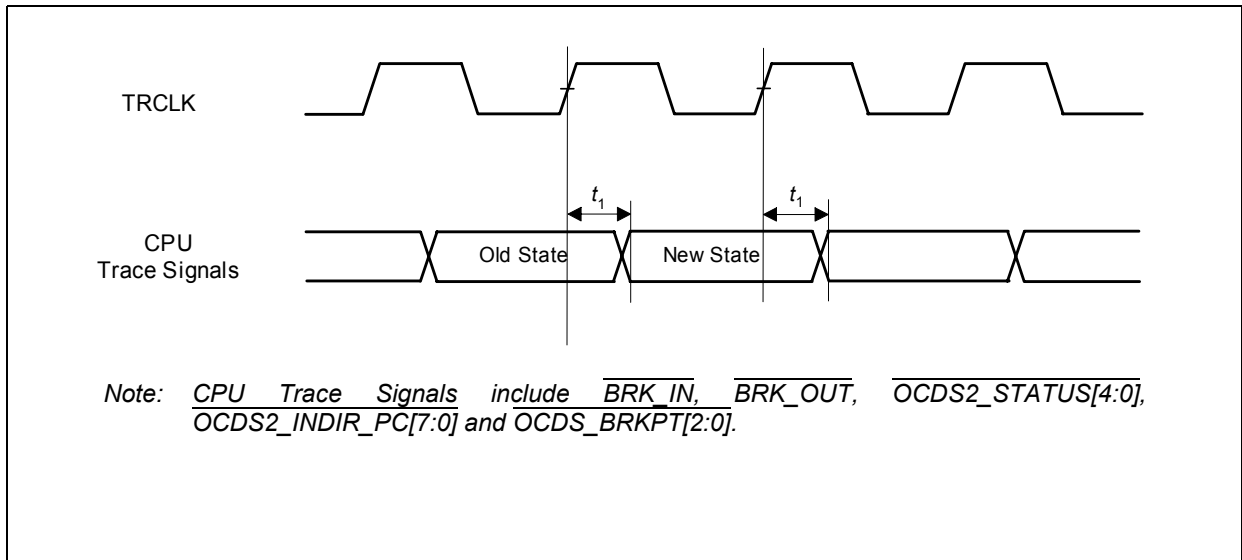 TRCLK
t1
t1
CPU
Trace Signals
Old State
New State
Note: CPU Trace Signals include BRK_IN, BRK_OUT, OCDS2_STATUS[4:0],
OCDS2_INDIR_PC[7:0] and OCDS_BRKPT[2:0].